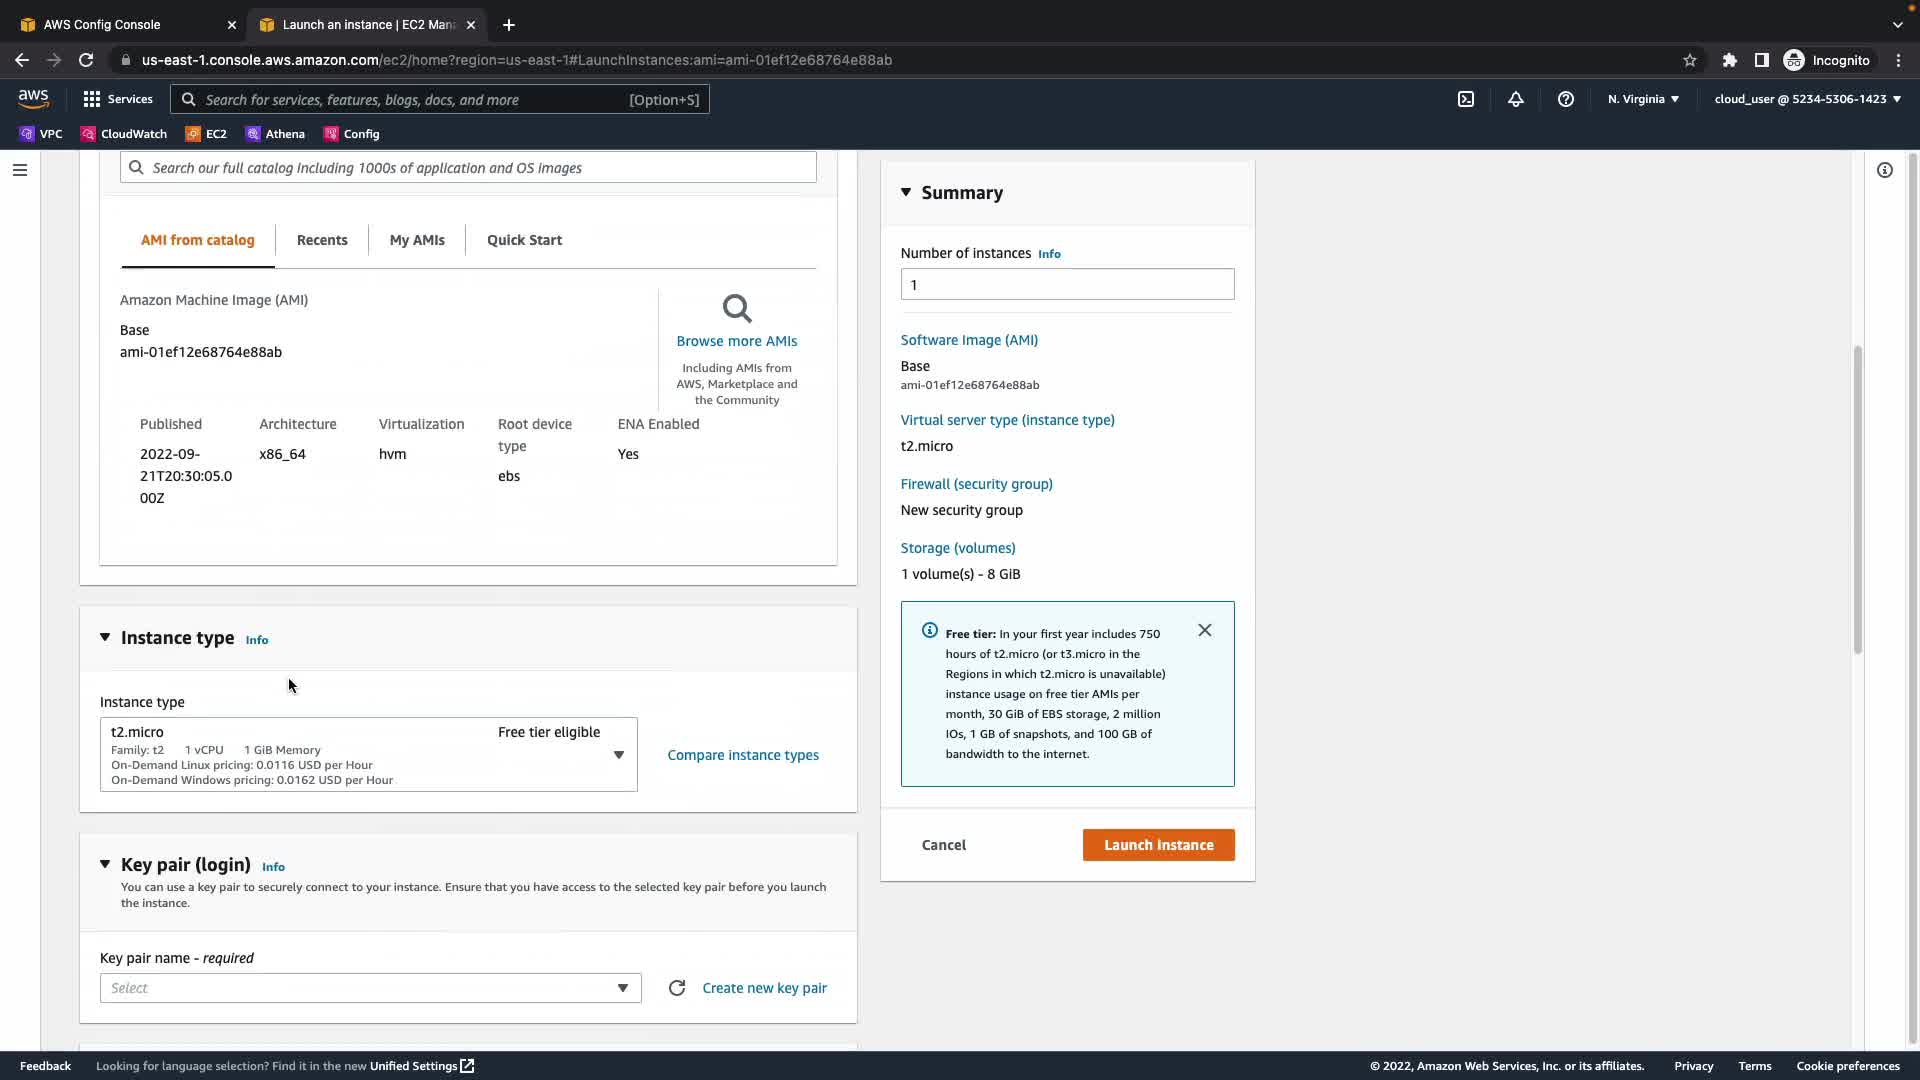 AWS Config Console
Launch an instance | EC2 Man
us-east-1.console.aws.amazon.com/ec2/home?region=us-east-1#LaunchInstances:ami=ami-01ef12e68764e88ab
Incognito
aws
Services
Search for services, features, blogs, docs, and more
[Option+S]
N. Virginia
cloud_user @ 5234-5306-1423
VPC
CloudWatch
EC2
Athena
Config
Search our full catalog including 1000s of application and OS images
AMI from catalog
Recents
My AMIs
Quick Start
Amazon Machine Image (AMI)
Base
ami-01ef12e68764e88ab
Browse more AMIs
Including AMIs from
AWS, Marketplace and
the Community
Published
Architecture
Virtualization
Root device
type
ENA Enabled
2022-09-
21T20:30:05.0
00Z
x86_64
hvm
ebs
Yes
Instance type Info
Instance type
t2.micro
Free tier eligible
Family: t2 1 vCPU 1 GiB Memory
On-Demand Linux pricing: 0.0116 USD per Hour
On-Demand Windows pricing: 0.0162 USD per Hour
Compare instance types
Key pair (login) Info
You can use a key pair to securely connect to your instance. Ensure that you have access to the selected key pair before you launch
the instance.
Key pair name - required
Select
Create new key pair
Summary
Number of instances Info
1
Software Image (AMI)
Base
ami-01ef12e68764e88ab
Virtual server type (instance type)
t2.micro
Firewall (security group)
New security group
Storage (volumes)
1 volume(s) - 8 GiB
Free tier: In your first year includes 750
hours of t2.micro (or t3.micro in the
Regions in which t2.micro is unavailable)
instance usage on free tier AMIs per
month, 30 GiB of EBS storage, 2 million
IOs, 1 GB of snapshots, and 100 GB of
bandwidth to the internet.
Cancel
Launch instance
Feedback
Looking for language selection? Find it in the new Unified Settings
© 2022, Amazon Web Services, Inc. or its affiliates.
Privacy
Terms
Cookie preferences